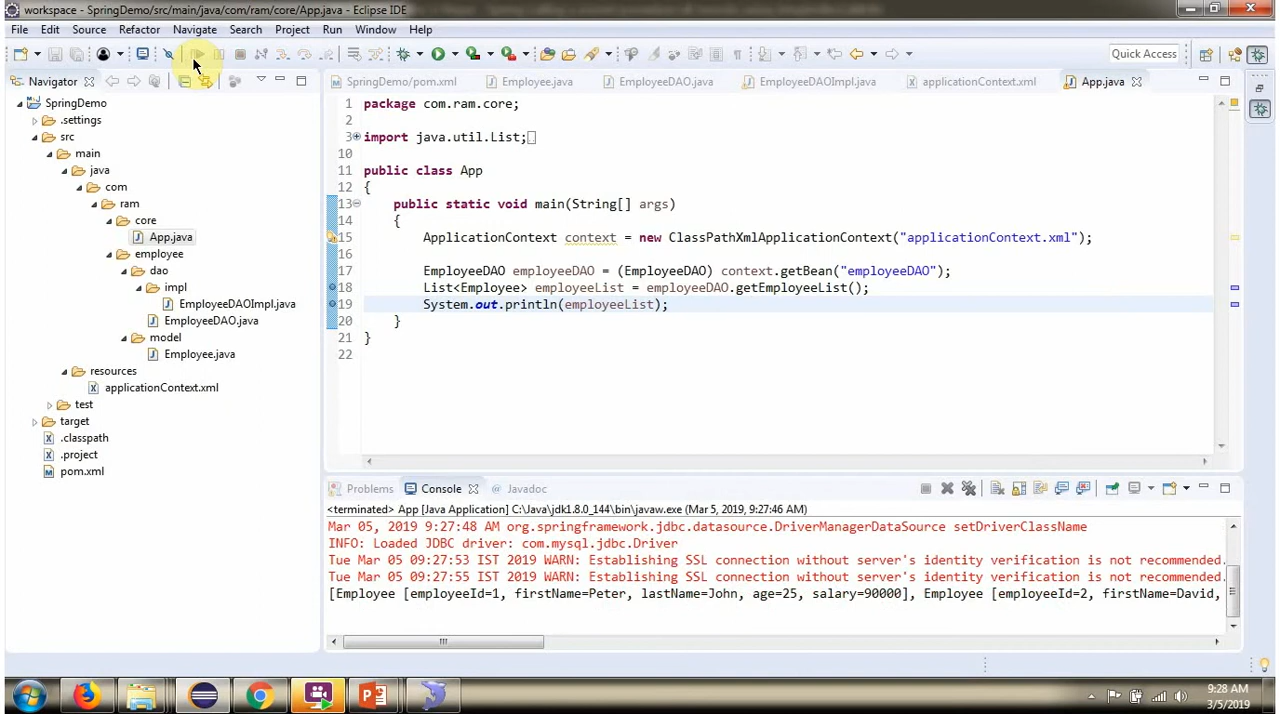 workspace - SpringDemo/src/main/java/com/ram/core/App.java - Eclipse IDE
File Edit Source Refactor Navigate Search Project Run Window Help
Quick Access
Navigator
SpringDemo
.settings
src
main
java
com
ram
core
App.java
employee
dao
impl
EmployeeDAOImpl.java
EmployeeDAO.java
model
Employee.java
resources
applicationContext.xml
test
target
.classpath
.project
pom.xml
SpringDemo/pom.xml Employee.java EmployeeDAO.java EmployeeDAOImpl.java applicationContext.xml App.java
1 package com.ram.core;
2
3 import java.util.List;
10
11 public class App
12 {
13 public static void main(String[] args)
14 {
15 ApplicationContext context = new ClassPathXmlApplicationContext("applicationContext.xml");
16
17 EmployeeDAO employeeDAO = (EmployeeDAO) context.getBean("employeeDAO");
18 List<Employee> employeeList = employeeDAO.getEmployeeList();
19 System.out.println(employeeList);
20 }
21 }
22
Problems Console Javadoc
<terminated> App [Java Application] C:\Java\jdk1.8.0_144\bin\javaw.exe (Mar 5, 2019, 9:27:46 AM)
Mar 05, 2019 9:27:48 AM org.springframework.jdbc.datasource.DriverManagerDataSource setDriverClassName
INFO: Loaded JDBC driver: com.mysql.jdbc.Driver
Tue Mar 05 09:27:53 IST 2019 WARN: Establishing SSL connection without server's identity verification is not recommended.
Tue Mar 05 09:27:55 IST 2019 WARN: Establishing SSL connection without server's identity verification is not recommended.
[Employee [employeeId=1, firstName=Peter, lastName=John, age=25, salary=90000], Employee [employeeId=2, firstName=David,
9:28 AM
3/5/2019